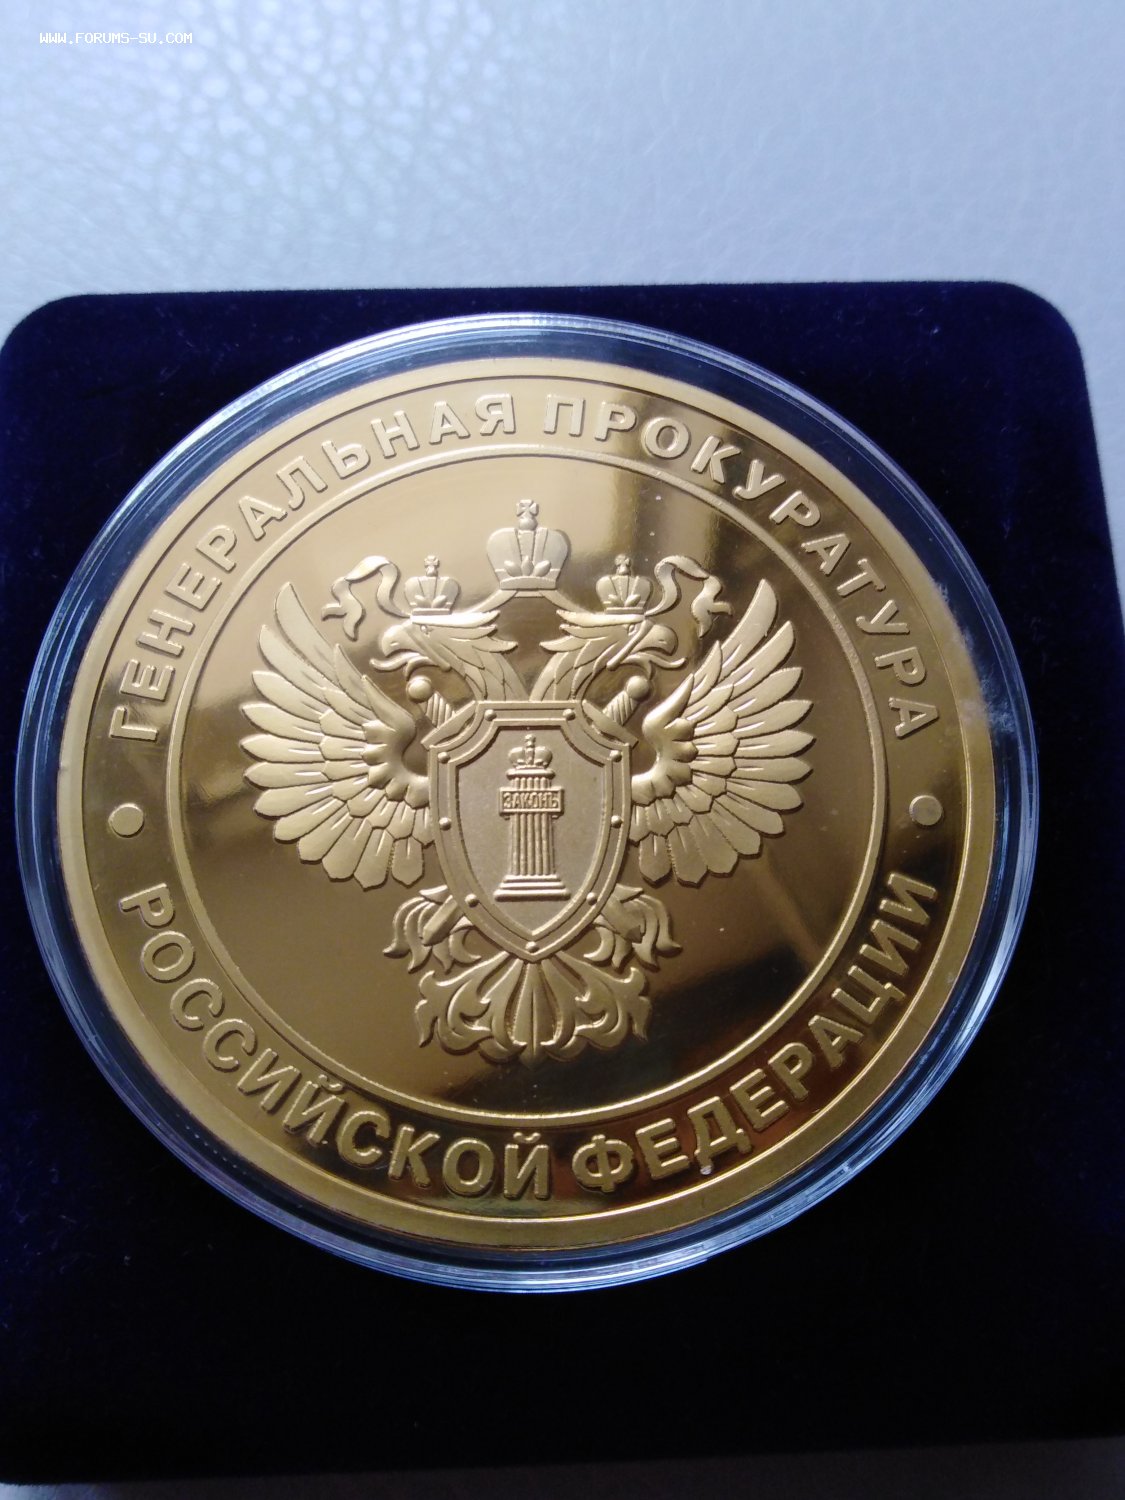 WWW.FORUMS-SU.COM
ГЕНЕРАЛЬНАЯ ПРОКУРАТУРА
ЗАКОНЪ
РОССИЙСКОЙ ФЕДЕРАЦИИ